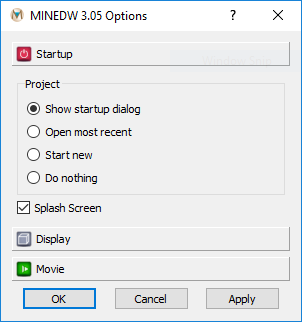 MINEDW 3.05 Options
?
Startup
Project
Show startup dialog
Open most recent
Start new
Do nothing
Splash Screen
Display
Movie
OK Cancel Apply